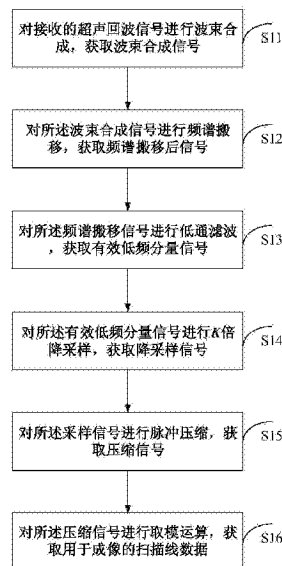 对接收的超声回波信号进行波束合
成，获取波束合成信号
S11
对所述波束合成信号进行频谱搬
移，获取频谱搬移后信号
S12
对所述频谱搬移信号进行低通滤波
，获取有效低频分量信号
S13
对所述有效低频分量信号进行K倍
降采样，获取降采样信号
S14
对所述采样信号进行脉冲压缩，获
取压缩信号
S15
对所述压缩信号进行取模运算，获
取用于成像的扫描线数据
S16